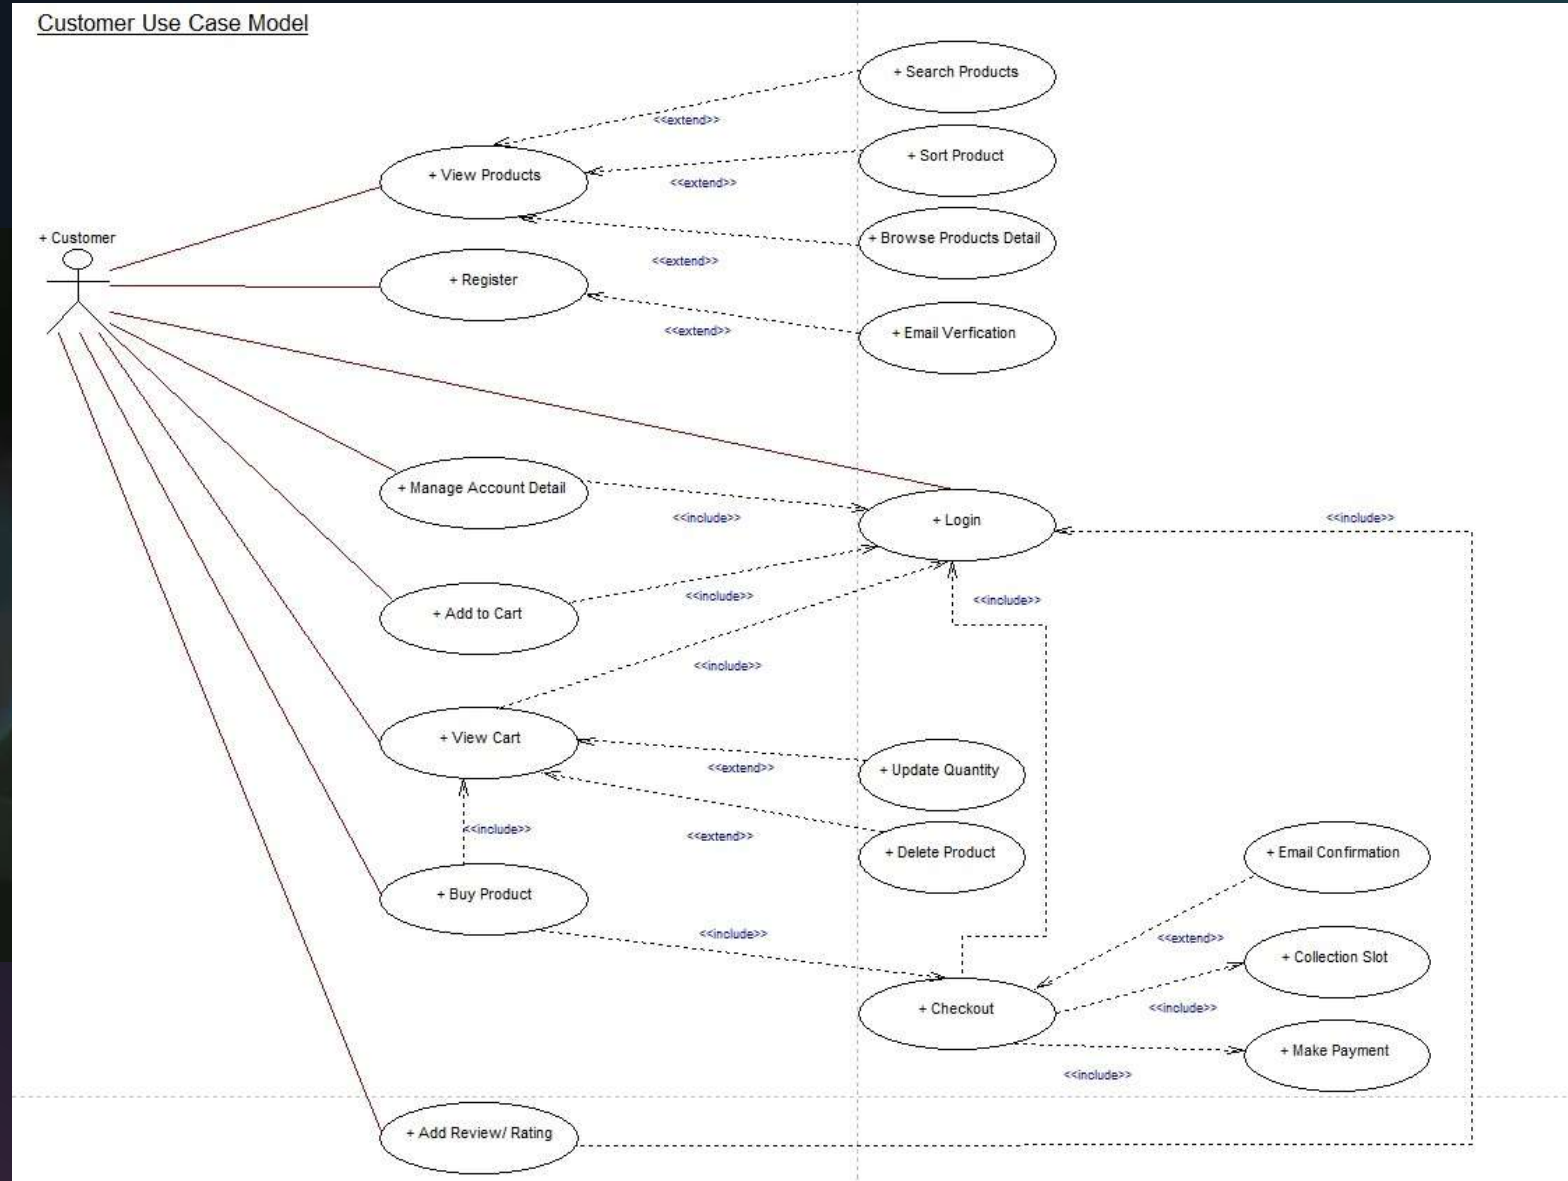 Customer Use Case Model
+ Search Products
<<extend>>
+ Sort Product
+ View Products
<<extend>>
+ Customer
+ Browse Products Detail
<<extend>>
+ Register
<<extend>>
+ Email Verfication
+ Manage Account Detail
<<include>>
+ Login
<<include>>
+ Add to Cart
<<include>>
<<include>>
<<include>>
+ View Cart
<<extend>>
+ Update Quantity
<<include>>
<<extend>>
+ Delete Product
+ Email Confirmation
+ Buy Product
<<include>>
<<extend>>
+ Collection Slot
+ Checkout
<<include>>
+ Make Payment
<<include>>
+ Add Review/ Rating